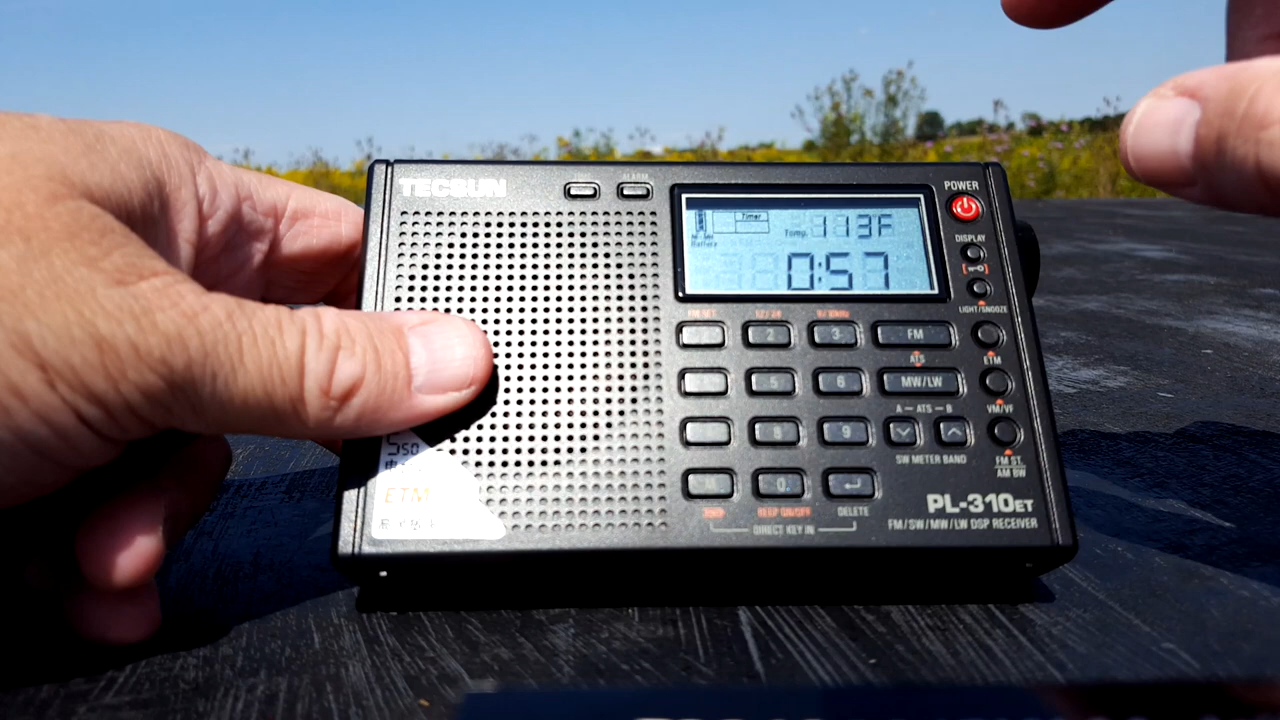 TECSUN
ALARM
POWER
Timer
Temp. 113F
Battery
0:57
DISPLAY
LIGHT/SNOOZE
FM SET
12/24
9/10kHz
2
3
FM
ATS
ETM
5
6
MW/LW
A — ATS — B
VM/VF
8
9
SW METER BAND
FM ST.
AM BW
0.
BEEP ON/OFF
DELETE
DIRECT KEY IN
S50
ETM
PL-310ET
FM/SW/MW/LW DSP RECEIVER